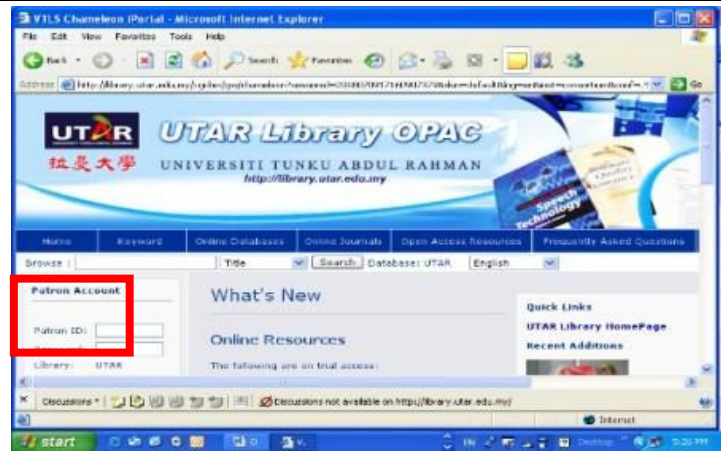 VTLS Chameleon iPortal - Microsoft Internet Explorer
File Edit View Favorites Tools Help
Back Search Favorites
Address Go
UTAR UTAR Library OPAC
拉曼大學 UNIVERSITI TUNKU ABDUL RAHMAN
http://library.utar.edu.my
Speech Technology
Home Keyword Online Databases Online Journals Open Access Resources Frequently Asked Questions
Browse : Title Search Database: UTAR English
Patron Account
What's New
Quick Links
Patron ID:
UTAR Library HomePage
Online Resources
Recent Additions
Library: UTAR
The following are on trial access:
Discussions Discussions not available on http://library.utar.edu.my/
Internet
start Desktop 5:26 PM